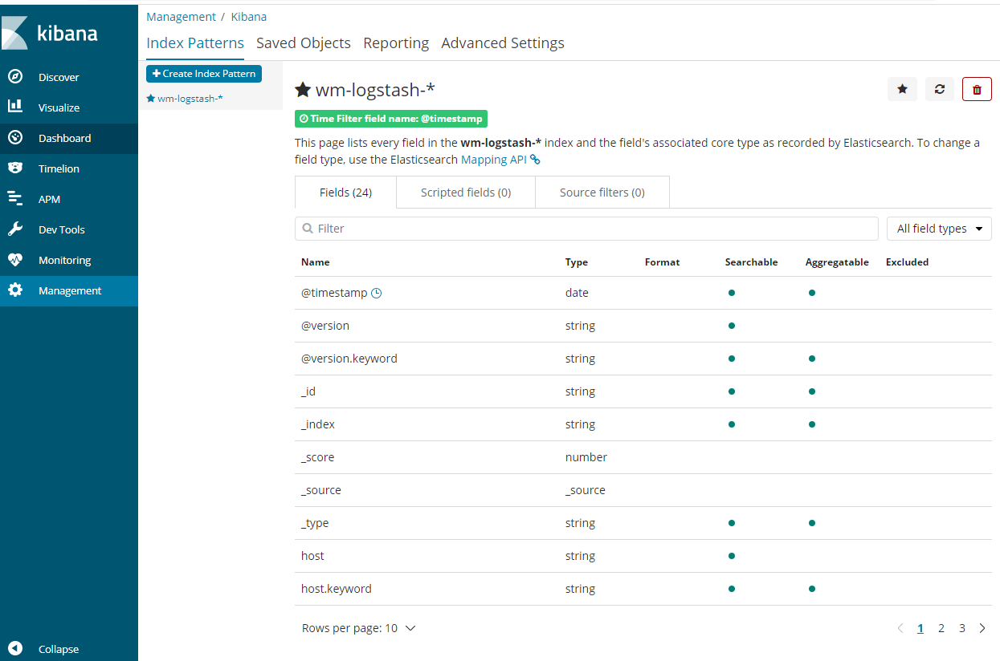 kibana
Discover
Visualize
Dashboard
Timelion
APM
Dev Tools
Monitoring
Management
Collapse
Management / Kibana
Index Patterns Saved Objects Reporting Advanced Settings
Create Index Pattern
wm-logstash-*
wm-logstash-*
Time Filter field name: @timestamp
This page lists every field in the wm-logstash-* index and the field's associated core type as recorded by Elasticsearch. To change a
field type, use the Elasticsearch Mapping API
Fields (24) Scripted fields (0) Source filters (0)
Filter All field types
Name Type Format Searchable Aggregatable Excluded
@timestamp date
@version string
@version.keyword string
_id string
_index string
_score number
_source _source
_type string
host string
host.keyword string
Rows per page: 10 1 2 3